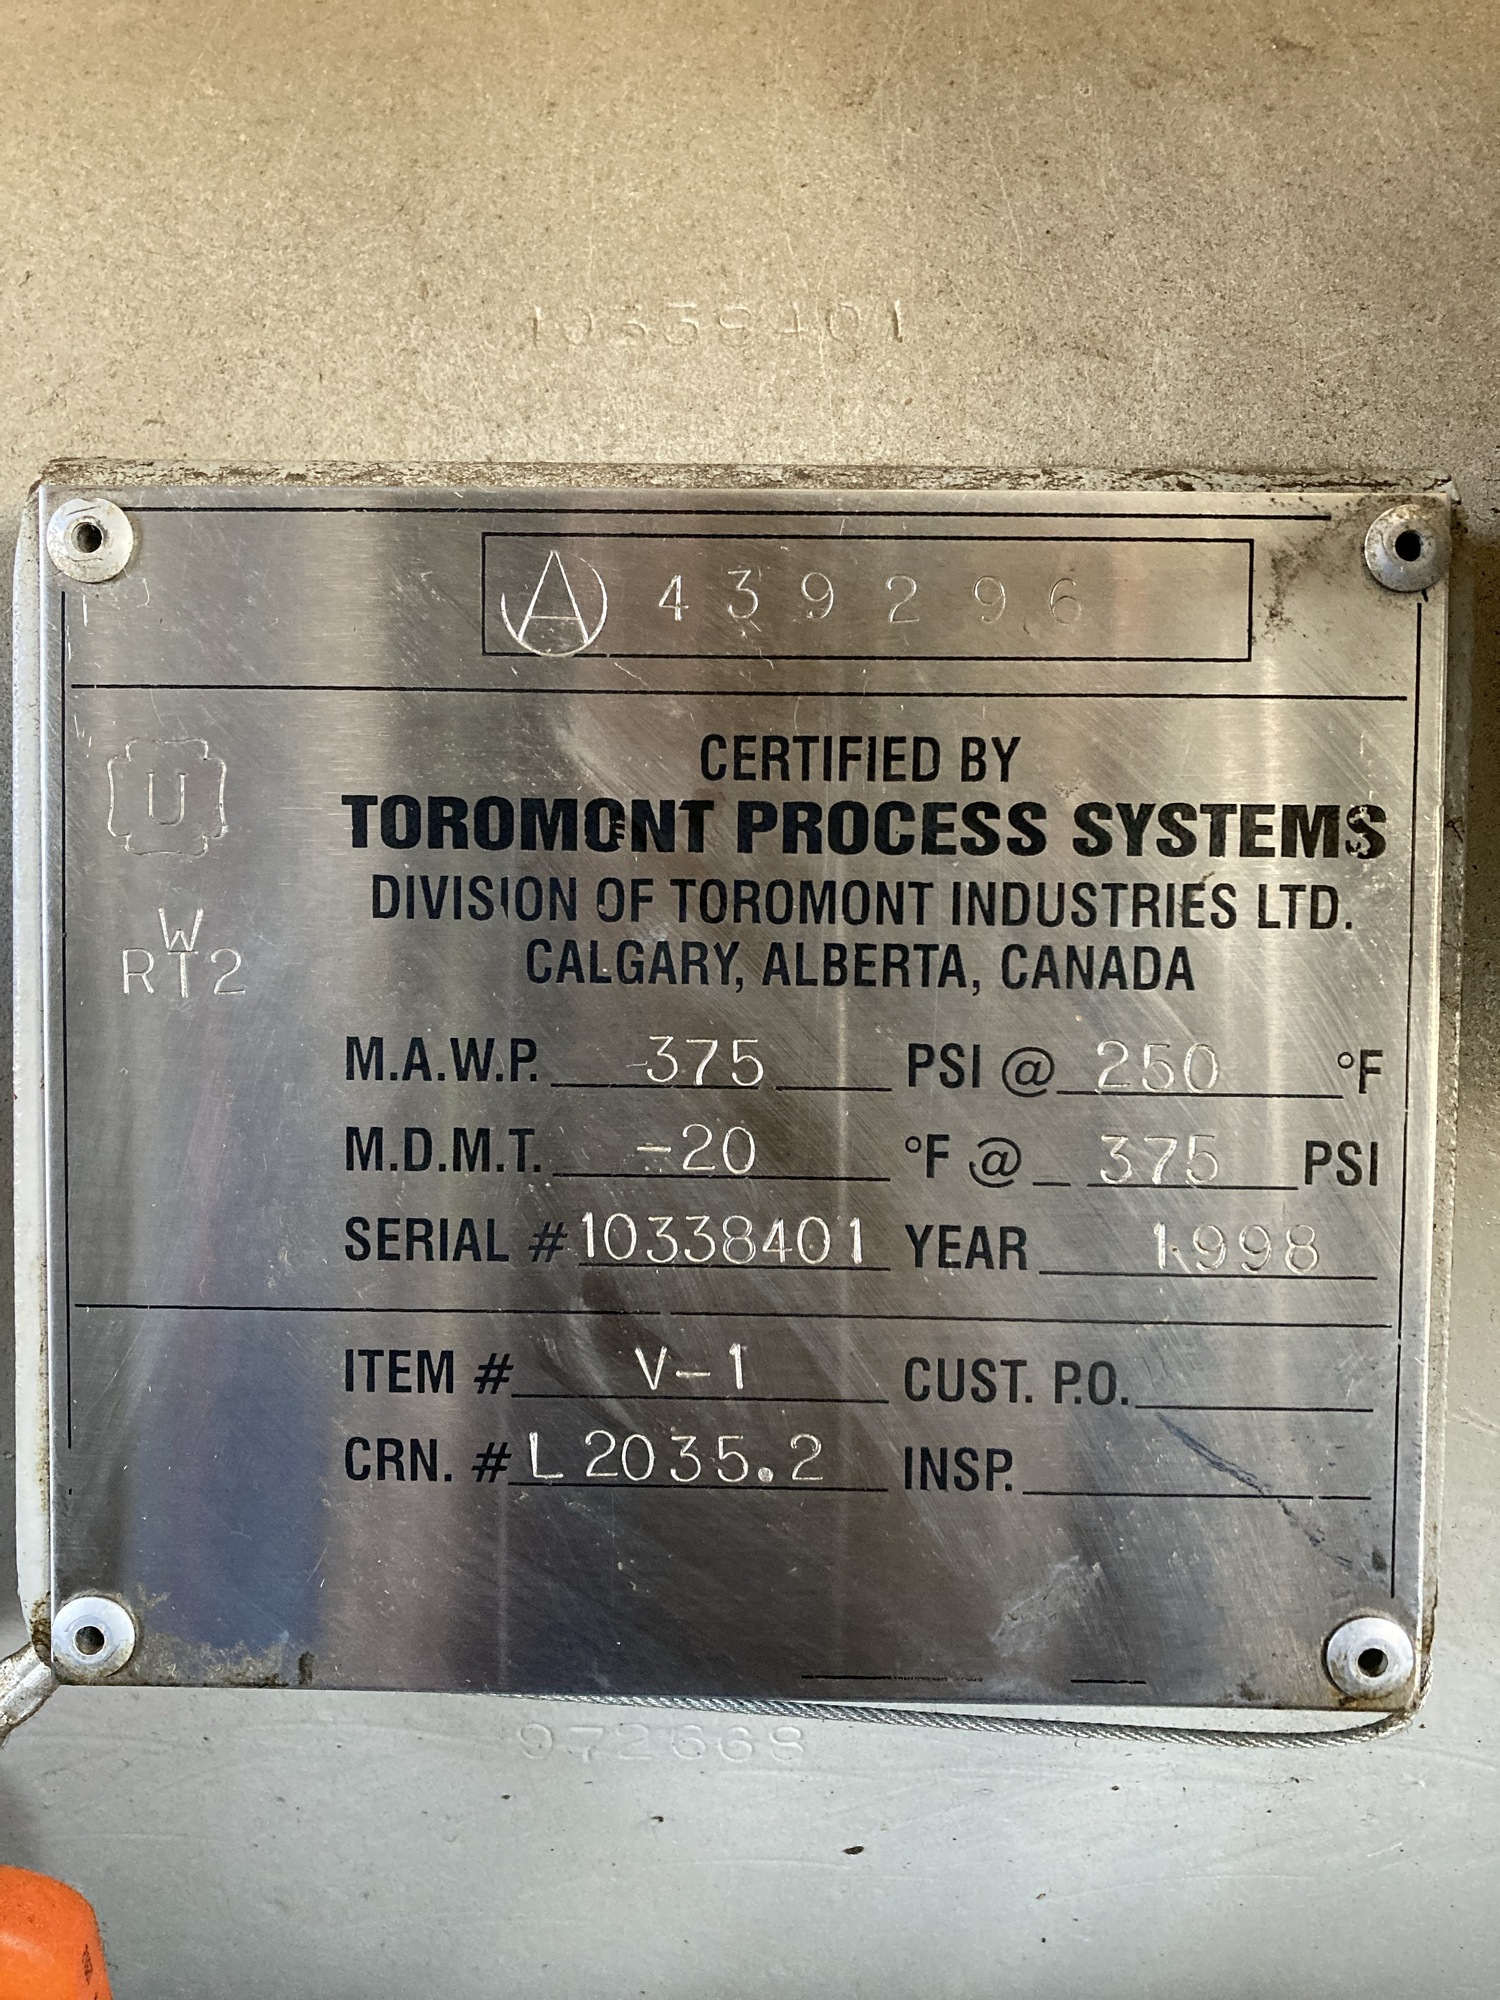 10338401
A 439296
U
CERTIFIED BY
TOROMONT PROCESS SYSTEMS
DIVISION OF TOROMONT INDUSTRIES LTD.
W
RT2
CALGARY, ALBERTA, CANADA
M.A.W.P. 375 PSI @ 250 °F
M.D.M.T. -20 °F @ 375 PSI
SERIAL # 10338401 YEAR 1998
ITEM # V-1 CUST. P.O.
CRN. # L2035.2 INSP.
972668